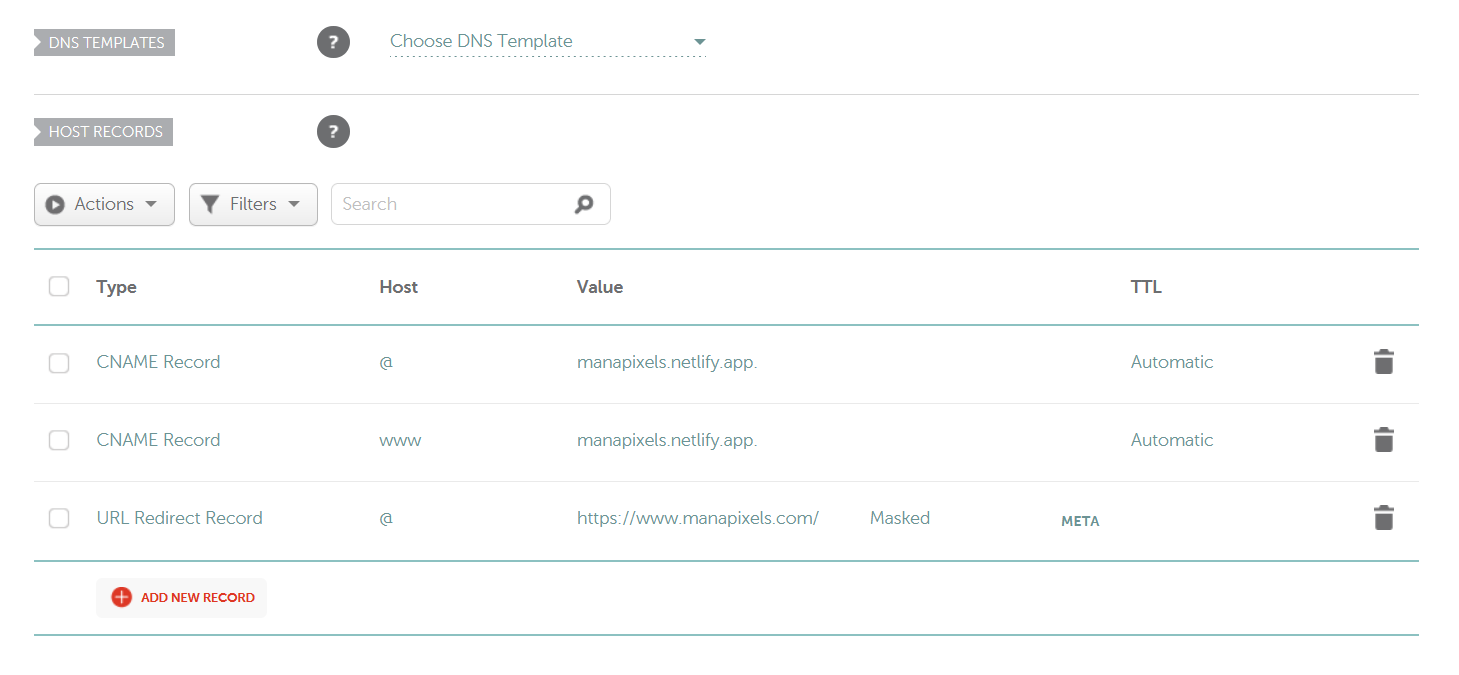 DNS TEMPLATES ? Choose DNS Template
HOST RECORDS ?
Actions Filters Search
Type Host Value TTL
CNAME Record @ manapixels.netlify.app. Automatic
CNAME Record www manapixels.netlify.app. Automatic
URL Redirect Record @ https://www.manapixels.com/ Masked META
ADD NEW RECORD